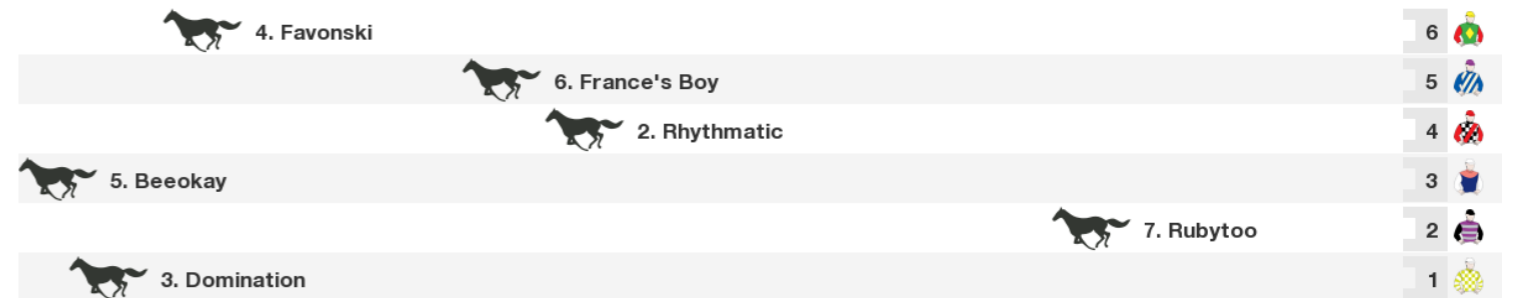 4. Favonski 6
6. France's Boy 5
2. Rhythmatic 4
5. Beeokay 3
7. Rubytoo 2
3. Domination 1